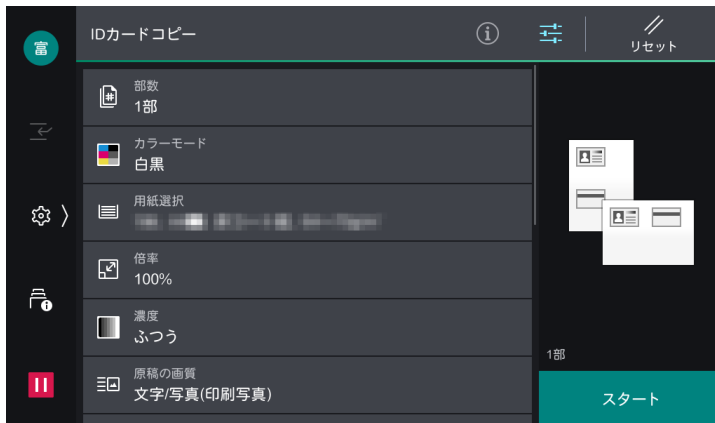 富
IDカードコピー
リセット
部数
1部
カラーモード
白黒
用紙選択
倍率
100%
濃度
ふつう
原稿の画質
文字/写真(印刷写真)
1部
スタート